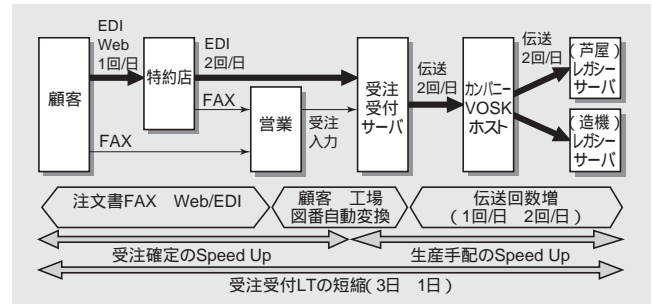 EDI
Web
1回/日
EDI
2回/日
伝送
2回/日
伝送
2回/日
顧客
特約店
FAX
FAX
営業
受注
入力
受注
受付
サーバ
カンパニー
VOSK
ホスト
(芦屋)
レガシー
サーバ
(造機)
レガシー
サーバ
注文書FAX Web/EDI
顧客 工場
図番自動変換
伝送回数増
(1回/日 2回/日)
受注確定のSpeed Up
生産手配のSpeed Up
受注受付LTの短縮(3日 1日)